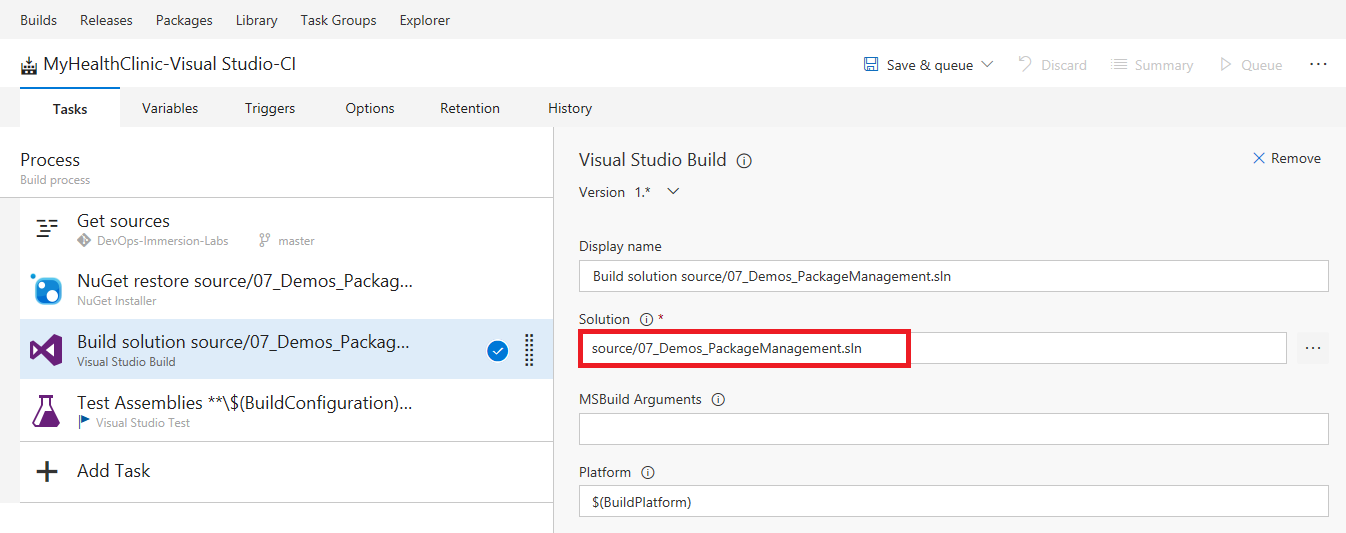 Builds Releases Packages Library Task Groups Explorer
MyHealthClinic-Visual Studio-CI
Save & queue Discard Summary Queue ...
Tasks Variables Triggers Options Retention History
Process
Build process
Get sources
DevOps-Immersion-Labs master
NuGet restore source/07_Demos_Packag...
NuGet Installer
Build solution source/07_Demos_Packag...
Visual Studio Build
Test Assemblies **\$(BuildConfiguration)...
Visual Studio Test
Add Task
Visual Studio Build
Remove
Version 1.*
Display name
Build solution source/07_Demos_PackageManagement.sln
Solution *
source/07_Demos_PackageManagement.sln
...
MSBuild Arguments
Platform
$(BuildPlatform)